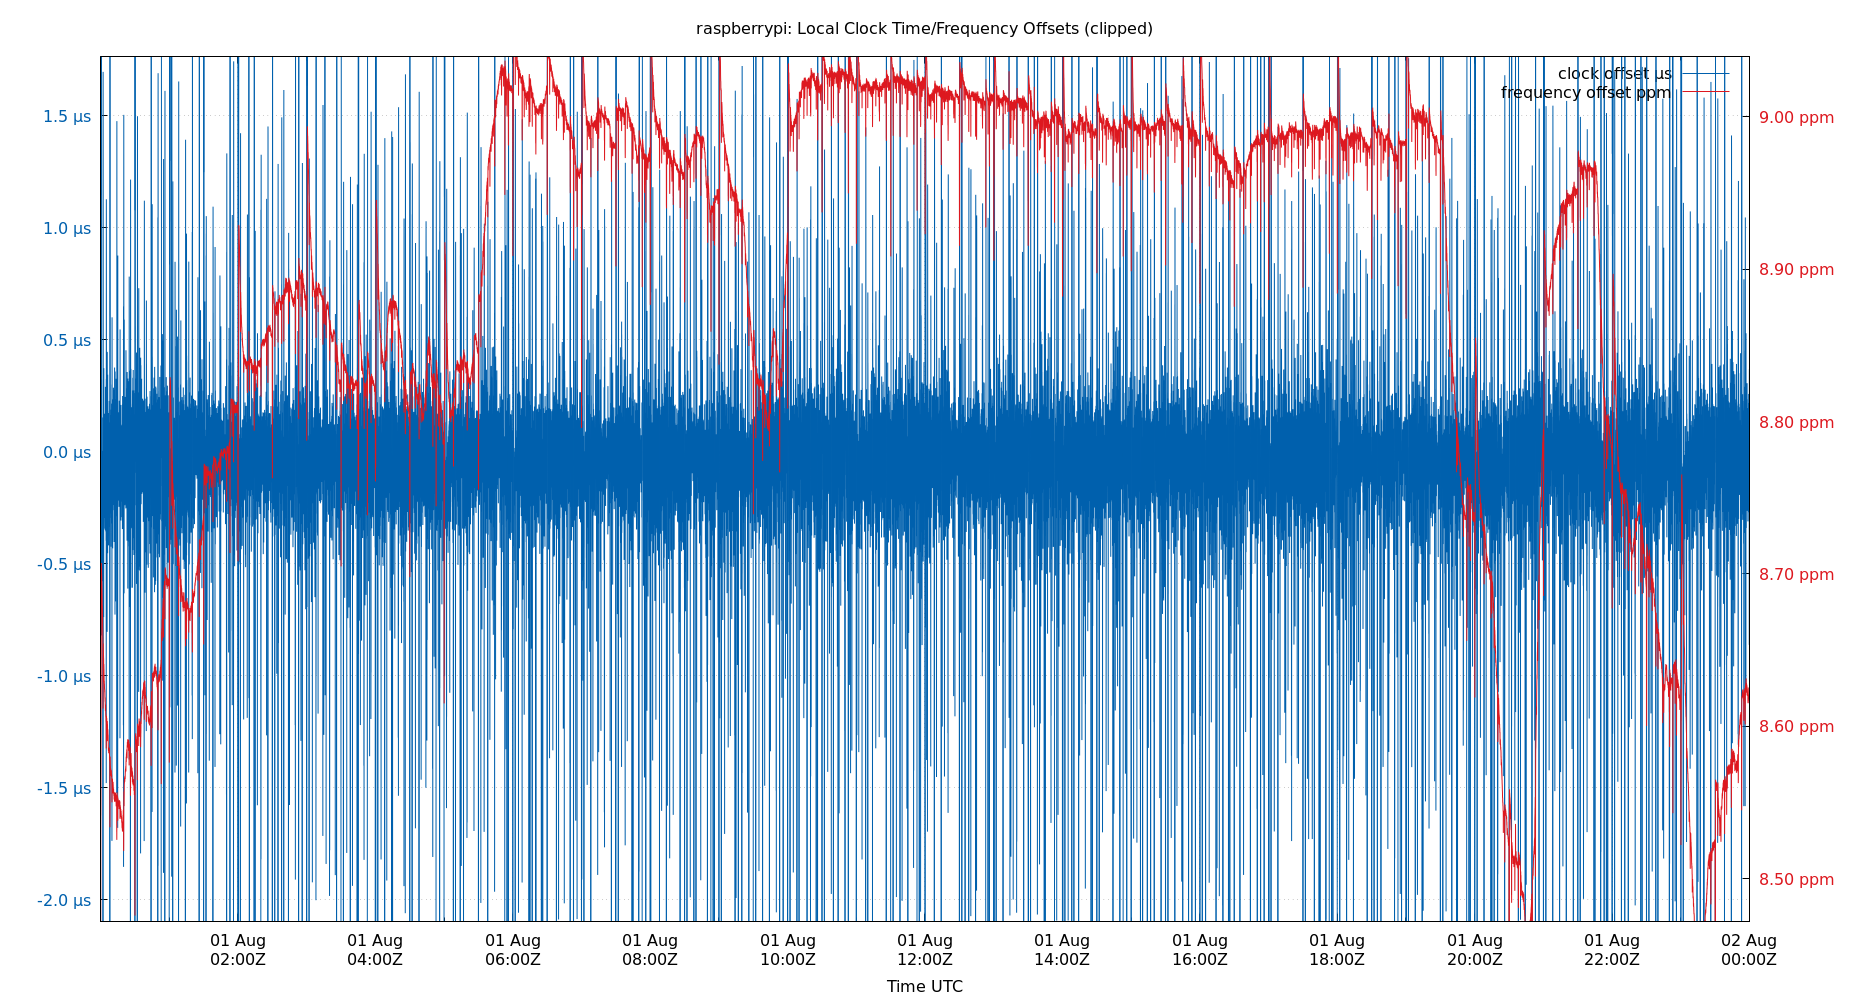 raspberrypi: Local Clock Time/Frequency Offsets (clipped)
clock offset µs
frequency offset ppm
1.5 µs
1.0 µs
0.5 µs
0.0 µs
-0.5 µs
-1.0 µs
-1.5 µs
-2.0 µs
9.00 ppm
8.90 ppm
8.80 ppm
8.70 ppm
8.60 ppm
8.50 ppm
01 Aug
02:00Z
01 Aug
04:00Z
01 Aug
06:00Z
01 Aug
08:00Z
01 Aug
10:00Z
01 Aug
12:00Z
01 Aug
14:00Z
01 Aug
16:00Z
01 Aug
18:00Z
01 Aug
20:00Z
01 Aug
22:00Z
02 Aug
00:00Z
Time UTC